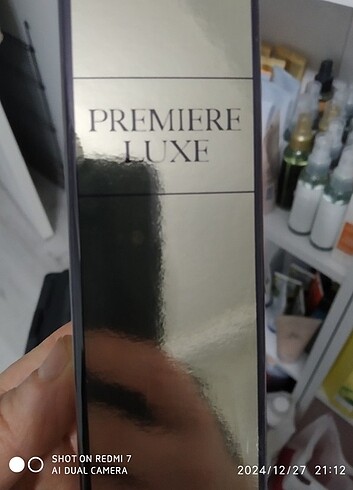 PREMIERE
LUXE
SHOT ON REDMI 7
AI DUAL CAMERA
2024/12/27 21:12